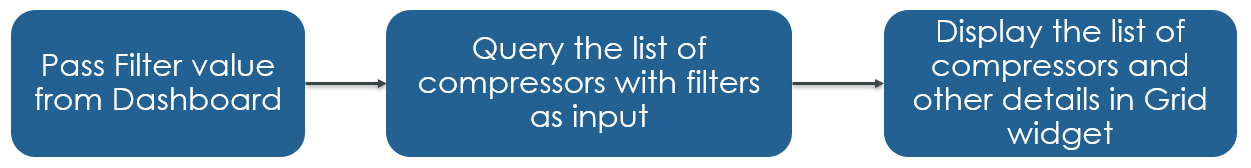 Pass Filter value
from Dashboard
Query the list of
compressors with filters
as input
Display the list of
compressors and
other details in Grid
widget